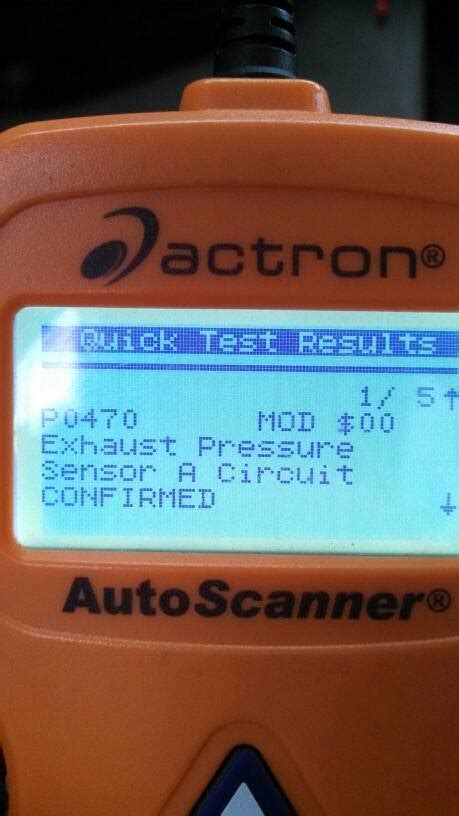 actron®
Quick Test Results
1/ 5↑
P0470 MOD $00
Exhaust Pressure
Sensor A Circuit
CONFIRMED ↓
AutoScanner®